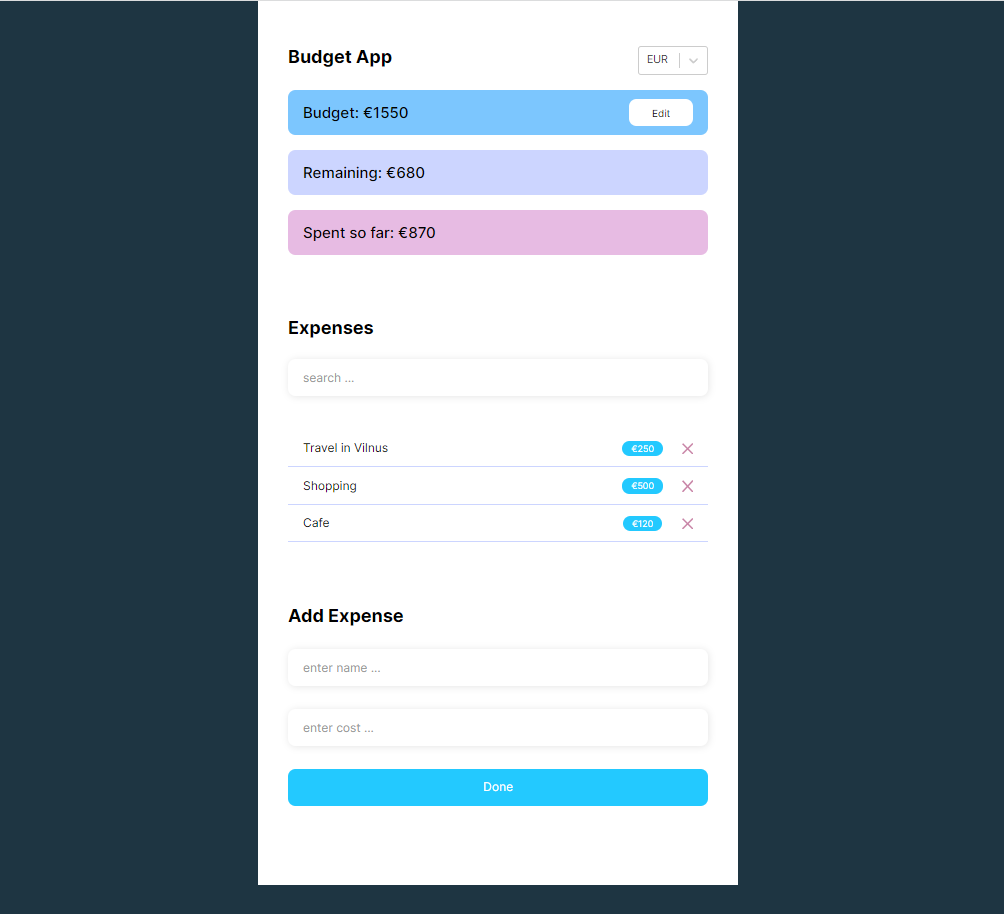 Budget App
EUR
Budget: €1550
Edit
Remaining: €680
Spent so far: €870
Expenses
search ...
Travel in Vilnus €250
Shopping €500
Cafe €120
Add Expense
enter name ...
enter cost ...
Done